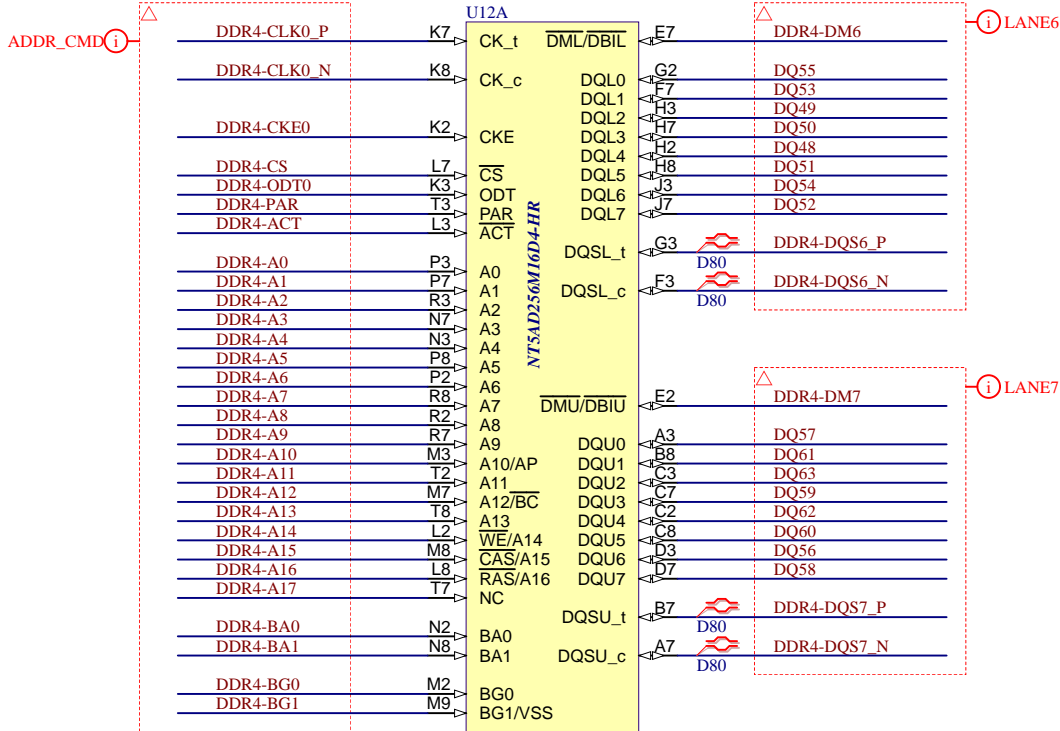 U12A
ADDR_CMD i
i LANE6
DDR4-CLK0_P K7 CK_t DML/DBIL E7 DDR4-DM6
DDR4-CLK0_N K8 CK_c DQL0 G2 DQ55
DQL1 F7 DQ53
DQL2 H3 DQ49
DDR4-CKE0 K2 CKE DQL3 H7 DQ50
DQL4 H2 DQ48
DDR4-CS L7 CS DQL5 H8 DQ51
DDR4-ODT0 K3 ODT DQL6 J3 DQ54
DDR4-PAR T3 PAR DQL7 J7 DQ52
DDR4-ACT L3 ACT
DQSL_t G3 D80 DDR4-DQS6_P
DDR4-A0 P3 A0
DDR4-A1 P7 A1 DQSL_c F3 D80 DDR4-DQS6_N
DDR4-A2 R3 A2
DDR4-A3 N7 A3
DDR4-A4 N3 A4
DDR4-A5 P8 A5
DDR4-A6 P2 A6
NT5AD256M16D4-HR
i LANE7
DDR4-A7 R8 A7 DMU/DBIU E2 DDR4-DM7
DDR4-A8 R2 A8
DDR4-A9 R7 A9 DQU0 A3 DQ57
DDR4-A10 M3 A10/AP DQU1 B8 DQ61
DDR4-A11 T2 A11 DQU2 C3 DQ63
DDR4-A12 M7 A12/BC DQU3 C7 DQ59
DDR4-A13 T8 A13 DQU4 C2 DQ62
DDR4-A14 L2 WE/A14 DQU5 C8 DQ60
DDR4-A15 M8 CAS/A15 DQU6 D3 DQ56
DDR4-A16 L8 RAS/A16 DQU7 D7 DQ58
DDR4-A17 T7 NC
DQSU_t B7 D80 DDR4-DQS7_P
DDR4-BA0 N2 BA0
DDR4-BA1 N8 BA1 DQSU_c A7 D80 DDR4-DQS7_N
DDR4-BG0 M2 BG0
DDR4-BG1 M9 BG1/VSS